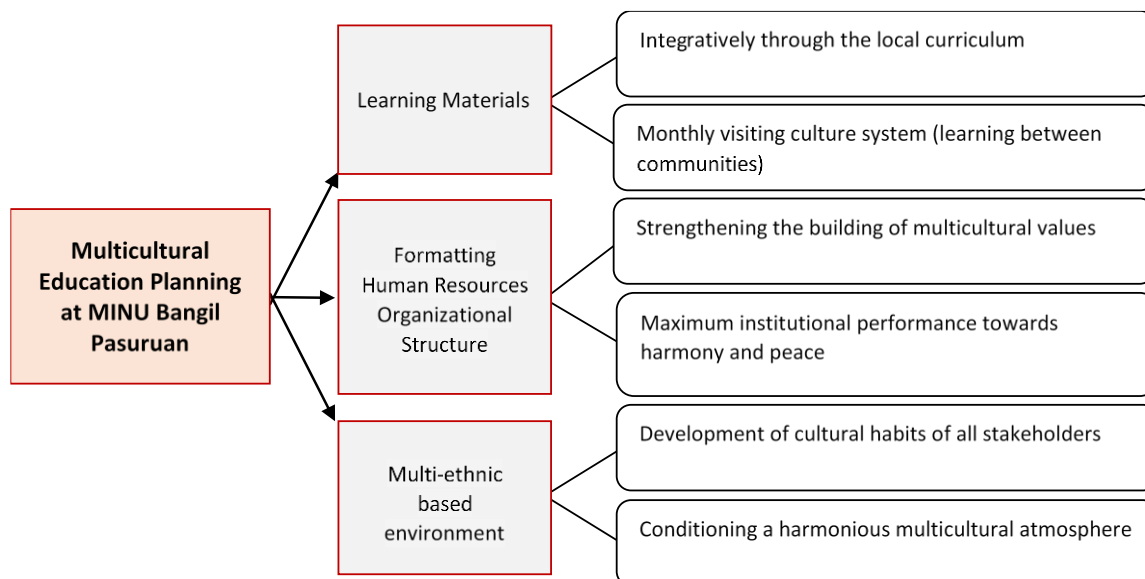 Multicultural
Education Planning
at MINU Bangil
Pasuruan
Learning Materials
Integratively through the local curriculum
Monthly visiting culture system (learning between
communities)
Formatting
Human Resources
Organizational
Structure
Strengthening the building of multicultural values
Maximum institutional performance towards
harmony and peace
Multi-ethnic
based
environment
Development of cultural habits of all stakeholders
Conditioning a harmonious multicultural atmosphere